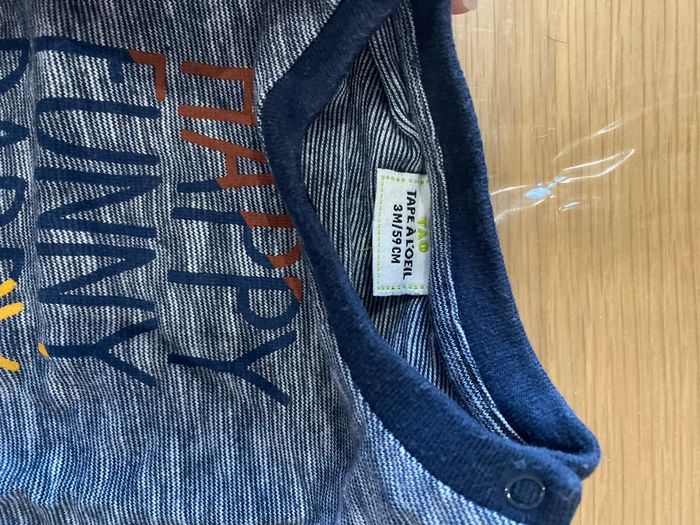 HAPPY
FUNNY
TAO
TAPE À L'OEIL
3M/59 CM